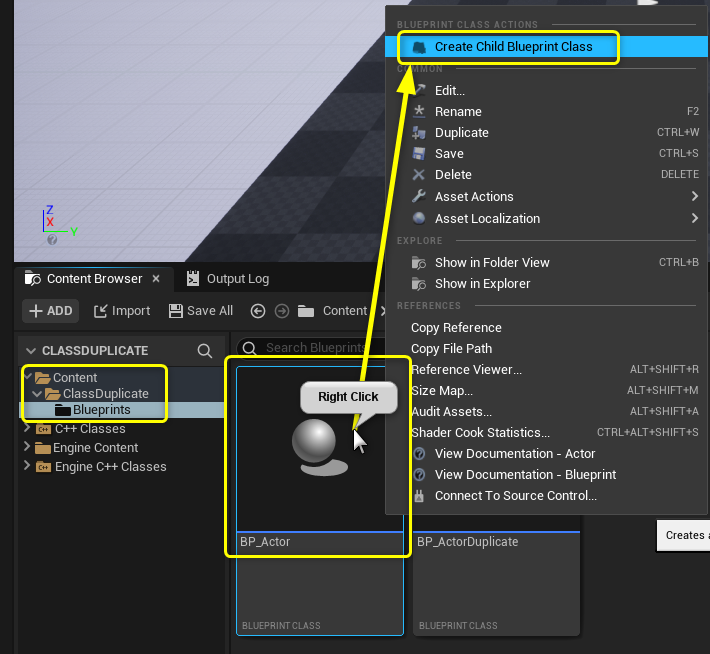 BLUEPRINT CLASS ACTIONS
Create Child Blueprint Class
COMMON
Edit...
Rename F2
Duplicate CTRL+W
Save CTRL+S
Delete DELETE
Asset Actions
Asset Localization
EXPLORE
Show in Folder View CTRL+B
Show in Explorer
REFERENCES
Copy Reference
Copy File Path
Reference Viewer... ALT+SHIFT+R
Size Map... ALT+SHIFT+M
Audit Assets... ALT+SHIFT+A
Shader Cook Statistics... CTRL+ALT+SHIFT+S
View Documentation - Actor
View Documentation - Blueprint
Connect To Source Control...
Z
X
Y
Content Browser
Output Log
ADD
Import
Save All
Content
CLASSDUPLICATE
Search Blueprints
Content
ClassDuplicate
Blueprints
C++ Classes
Engine Content
Engine C++ Classes
Right Click
BP_Actor
BLUEPRINT CLASS
BP_ActorDuplicate
BLUEPRINT CLASS
Creates